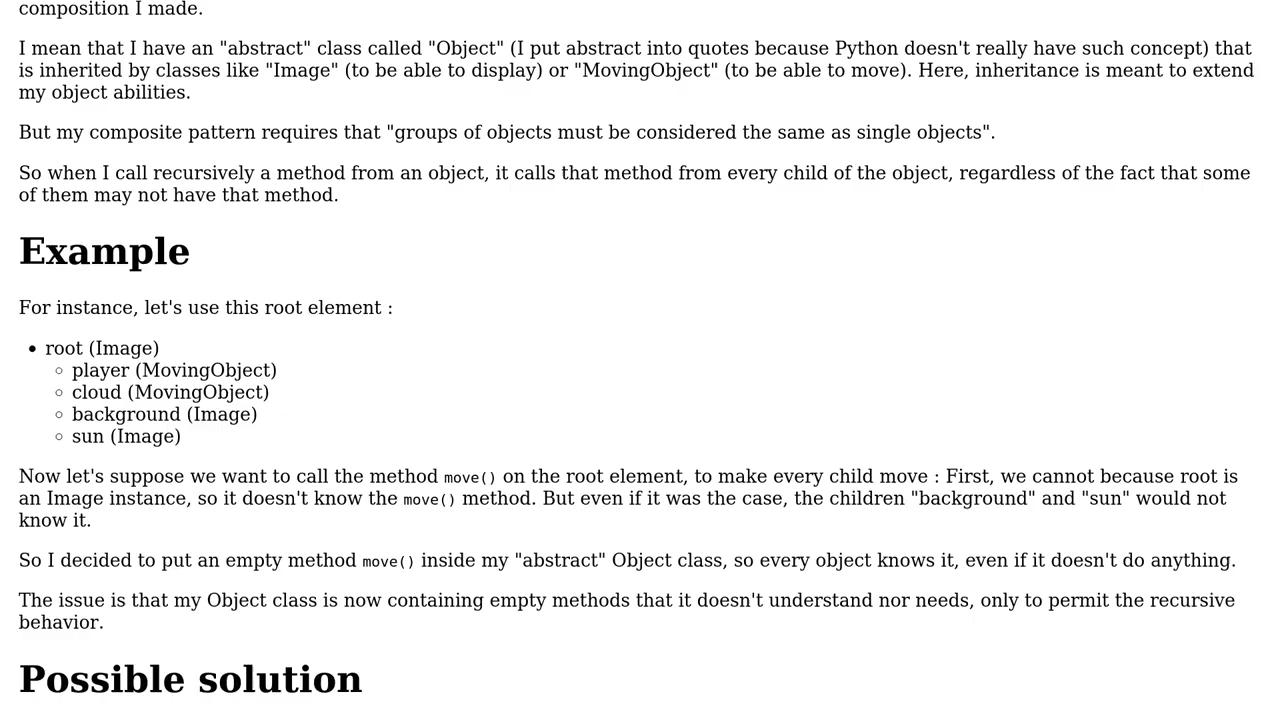 composition I made.
I mean that I have an "abstract" class called "Object" (I put abstract into quotes because Python doesn't really have such concept) that
is inherited by classes like "Image" (to be able to display) or "MovingObject" (to be able to move). Here, inheritance is meant to extend
my object abilities.
But my composite pattern requires that "groups of objects must be considered the same as single objects".
So when I call recursively a method from an object, it calls that method from every child of the object, regardless of the fact that some
of them may not have that method.
Example
For instance, let's use this root element :
• root (Image)
◦ player (MovingObject)
◦ cloud (MovingObject)
◦ background (Image)
◦ sun (Image)
Now let's suppose we want to call the method move() on the root element, to make every child move : First, we cannot because root is
an Image instance, so it doesn't know the move() method. But even if it was the case, the children "background" and "sun" would not
know it.
So I decided to put an empty method move() inside my "abstract" Object class, so every object knows it, even if it doesn't do anything.
The issue is that my Object class is now containing empty methods that it doesn't understand nor needs, only to permit the recursive
behavior.
Possible solution